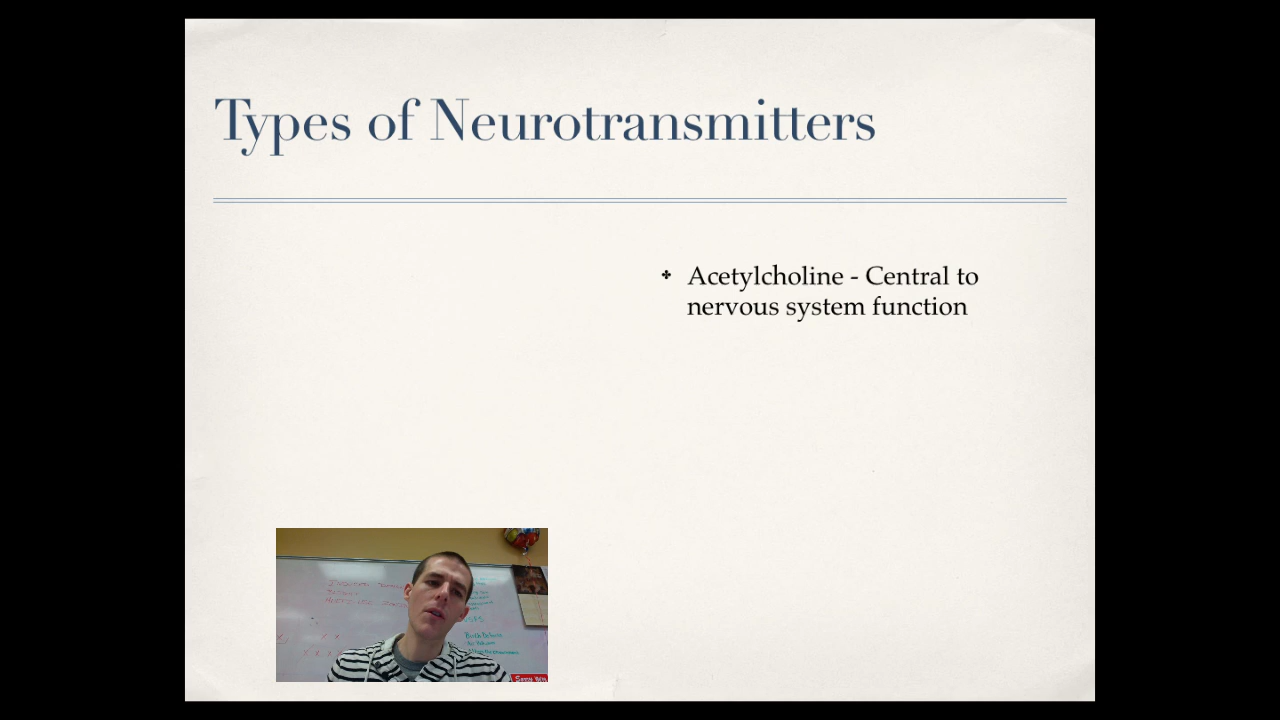 Types of Neurotransmitters
✤ Acetylcholine - Central to
nervous system function